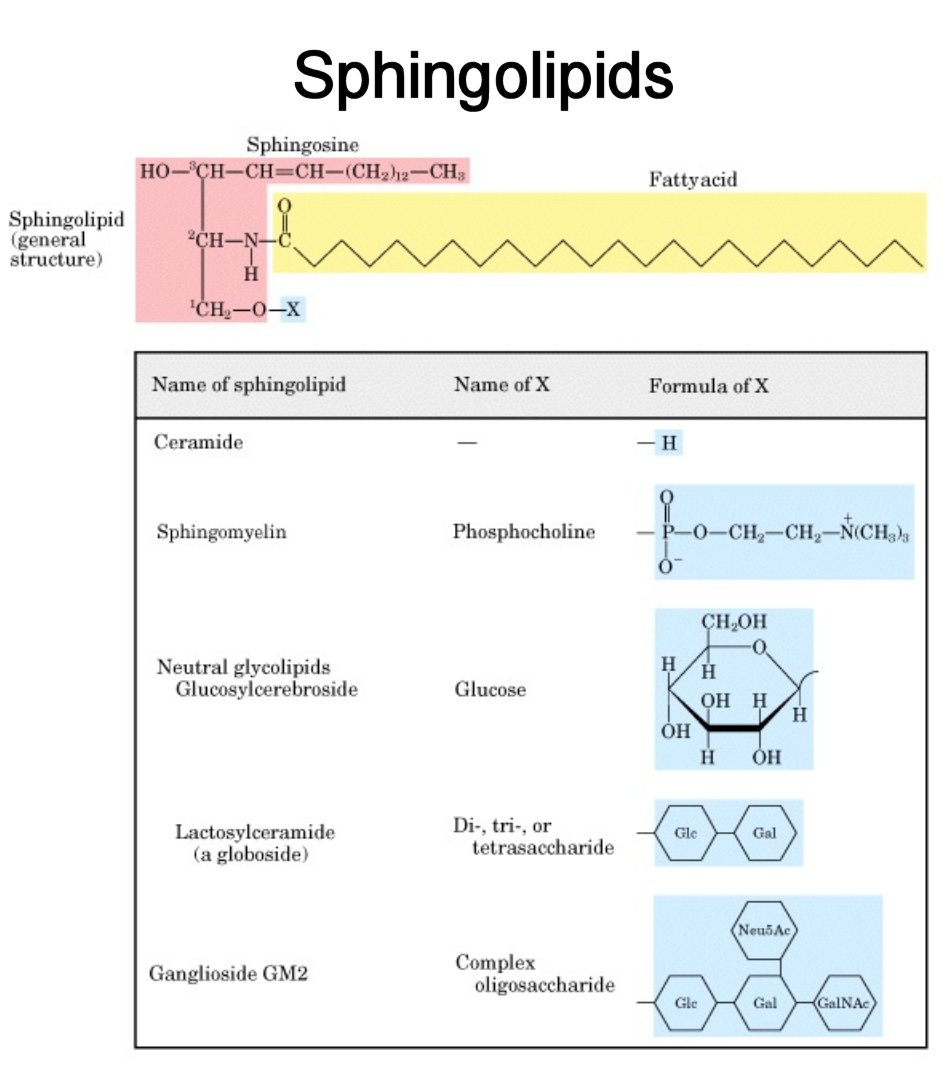 Sphingolipids
Sphingosine
HO—³CH—CH=CH—(CH₂)₁₂—CH₃
Fatty acid
Sphingolipid
(general
structure)
O
²CH—N—C
H
¹CH₂—O—X
Name of sphingolipid
Name of X
Formula of X
Ceramide
—
— H
Sphingomyelin
Phosphocholine
O
— P—O—CH₂—CH₂—N(CH₃)₃
+
O⁻
Neutral glycolipids
Glucosylcerebroside
Glucose
CH₂OH
O
H
H
OH H
H
OH
H
OH
Lactosylceramide
(a globoside)
Di-, tri-, or
tetrasaccharide
Glc
Gal
Ganglioside GM2
Complex
oligosaccharide
Neu5Ac
Glc
Gal
GalNAc